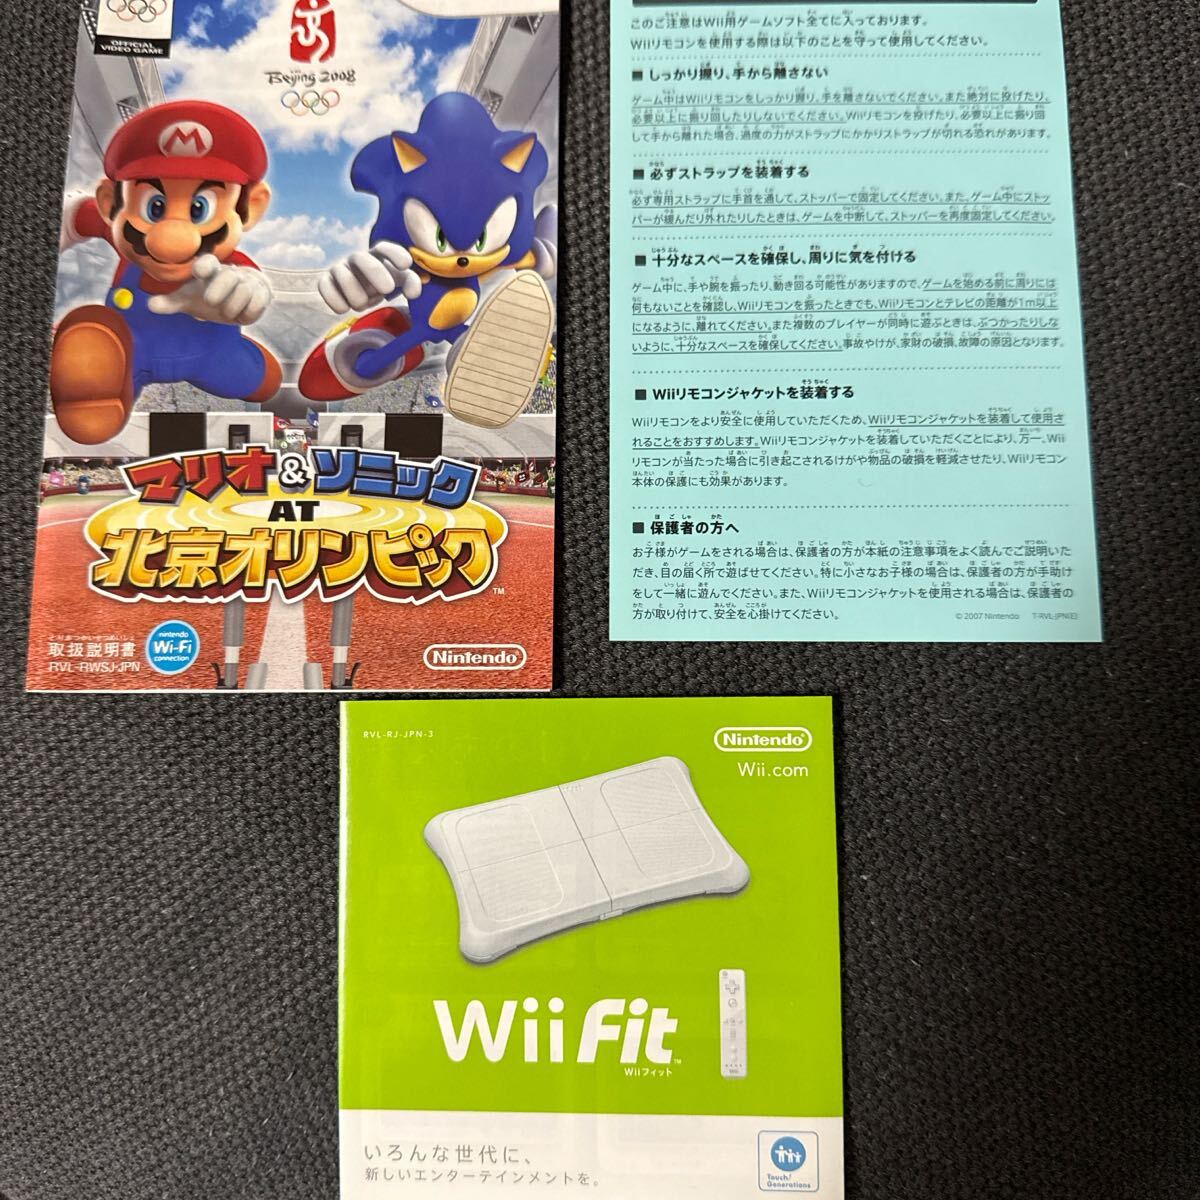 OFFICIAL
VIDEO GAME
Beijing 2008
M
マリオ&ソニック
AT
北京オリンピック
TM
とりあつかいせつめいしょ
取扱説明書
RVL-RWSJ-JPN
nintendo
Wi-Fi
connection
Nintendo
このご注意はWii用ゲームソフト全てに入っております。
Wiiリモコンを使用する際は以下のことを守って使用してください。
■ しっかり握り、手から離さない
ゲーム中はWiiリモコンをしっかり握り、手を離さないでください。また絶対に投げたり、
必要以上に振り回したりしないでください。Wiiリモコンを投げたり、必要以上に振り回
して手から離れた場合、過度の力がストラップにかかりストラップが切れる恐れがあります。
■ 必ずストラップを装着する
必ず専用ストラップに手首を通して、ストッパーで固定してください。また、ゲーム中にストッ
パーが緩んだり外れたりしたときは、ゲームを中断して、ストッパーを再度固定してください。
■ 十分なスペースを確保し、周りに気を付ける
ゲーム中に、手や腕を振ったり、動き回る可能性がありますので、ゲームを始める前に周りには
何もないことを確認し、Wiiリモコンを振ったときでも、Wiiリモコンとテレビの距離が1m以上
になるように、離れてください。また複数のプレイヤーが同時に遊ぶときは、ぶつかったりしな
いように、十分なスペースを確保してください。事故やけが、家財の破損、故障の原因となります。
■ Wiiリモコンジャケットを装着する
Wiiリモコンをより安全に使用していただくため、Wiiリモコンジャケットを装着して使用さ
れることをおすすめします。Wiiリモコンジャケットを装着していただくことにより、万一、Wii
リモコンが当たった場合に引き起こされるけがや物品の破損を軽減させたり、Wiiリモコン
本体の保護にも効果があります。
■ 保護者の方へ
お子様がゲームをされる場合は、保護者の方が本紙の注意事項をよく読んでご説明いた
だき、目の届く所で遊ばせてください。特に小さなお子様の場合は、保護者の方が手助け
をして一緒に遊んでください。また、Wiiリモコンジャケットを使用される場合は、保護者の
方が取り付けて、安全を心掛けてください。
© 2007 Nintendo T-RVL-JPN(E)
RVL-RJ-JPN-3
Nintendo
Wii.com
Wii Fit
TM
Wiiフィット
いろんな世代に、
新しいエンターテインメントを。
Touch!
Generations